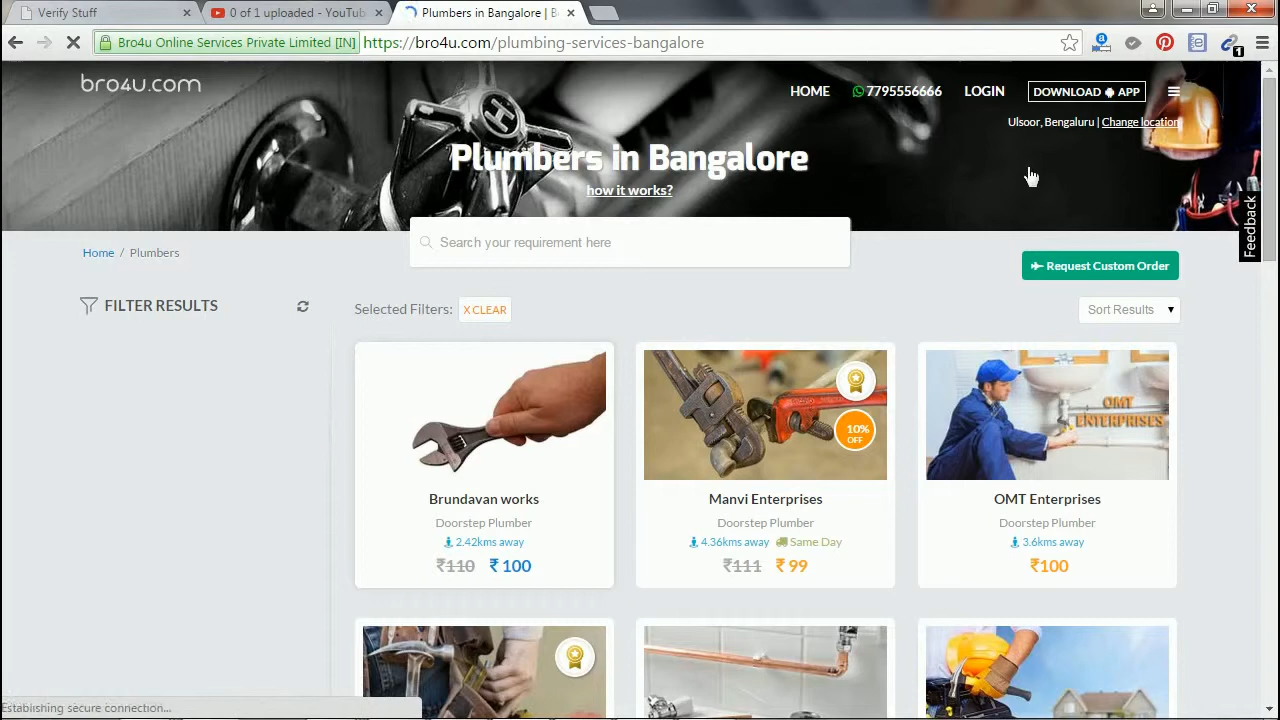 Verify Stuff
0 of 1 uploaded - YouTub
Plumbers in Bangalore | B
Bro4u Online Services Private Limited [IN]
https://bro4u.com/plumbing-services-bangalore
1
bro4u.com
HOME
7795556666
LOGIN
DOWNLOAD APP
Ulsoor, Bengaluru | Change location
Plumbers in Bangalore
how it works?
Feedback
Search your requirement here
Home / Plumbers
Request Custom Order
FILTER RESULTS
Selected Filters: X CLEAR
Sort Results
10%
OFF
OMT
ENTERPRISES
Brundavan works
Doorstep Plumber
2.42kms away
₹110 ₹ 100
Manvi Enterprises
Doorstep Plumber
4.36kms away Same Day
₹111 ₹ 99
OMT Enterprises
Doorstep Plumber
3.6kms away
₹100
Establishing secure connection...